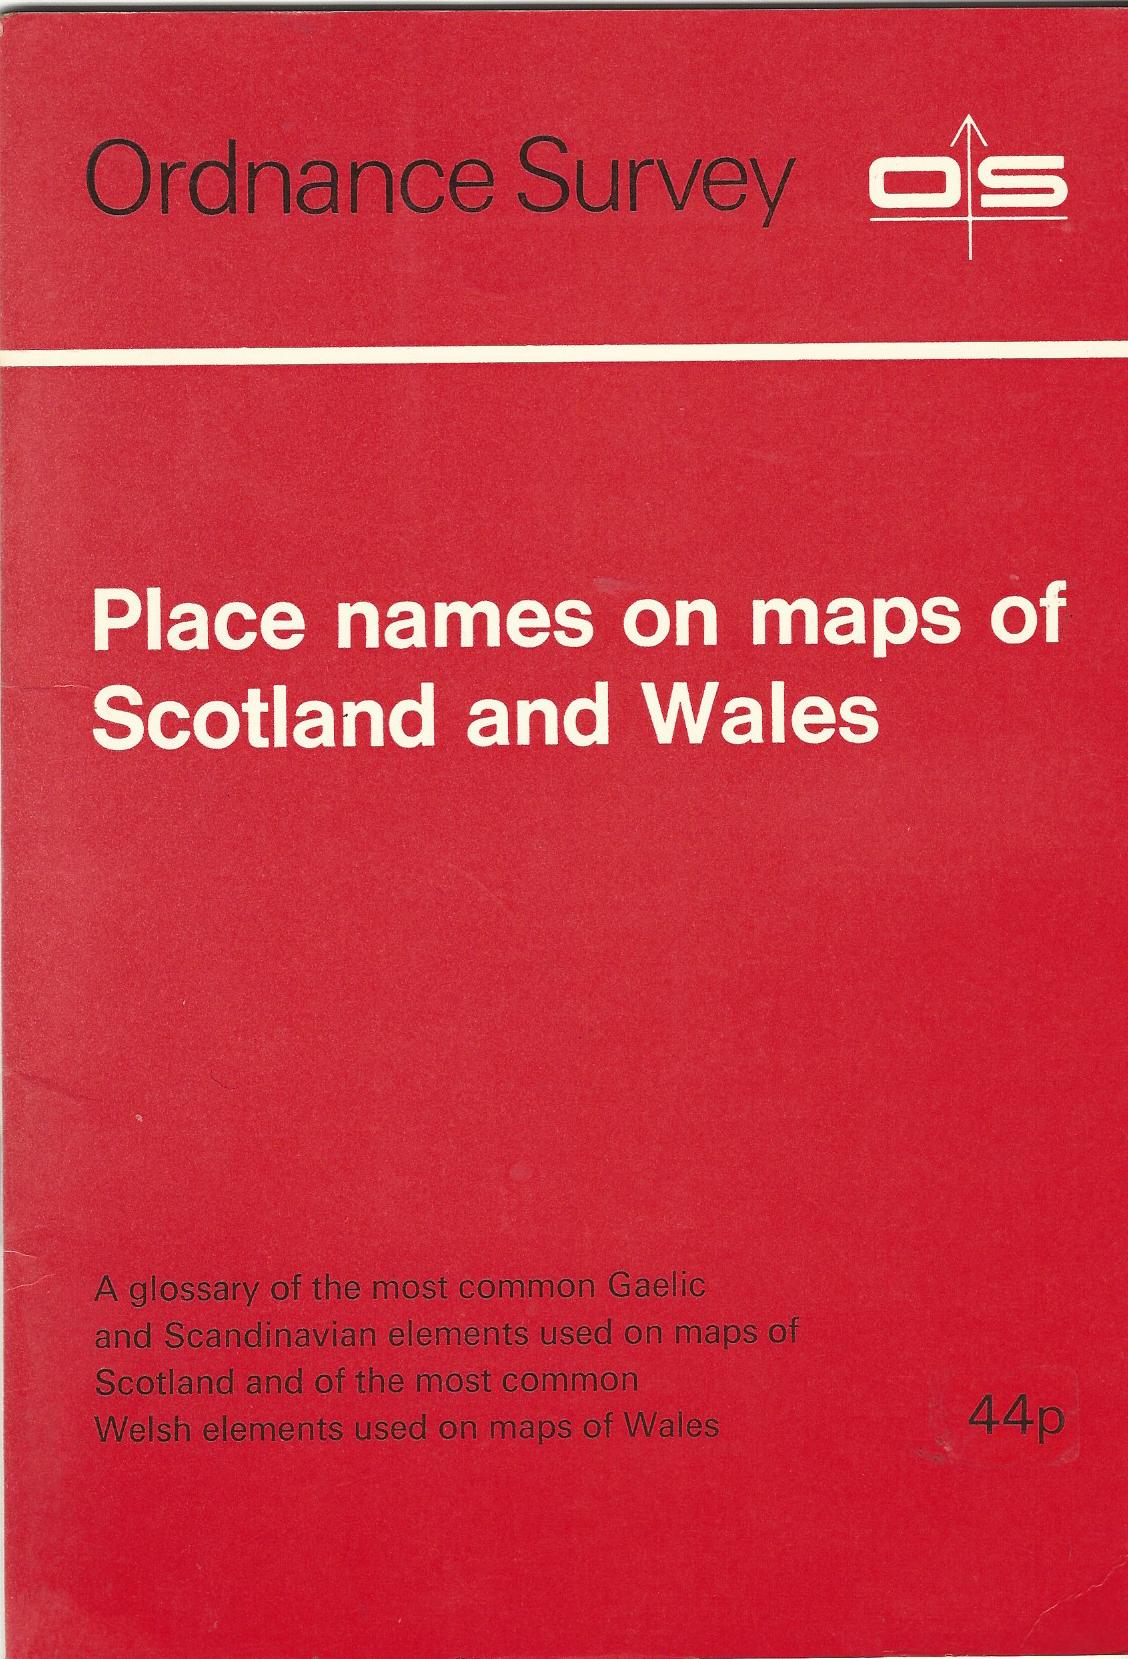 Ordnance Survey
OS
Place names on maps of
Scotland and Wales
A glossary of the most common Gaelic
and Scandinavian elements used on maps of
Scotland and of the most common
Welsh elements used on maps of Wales
44p